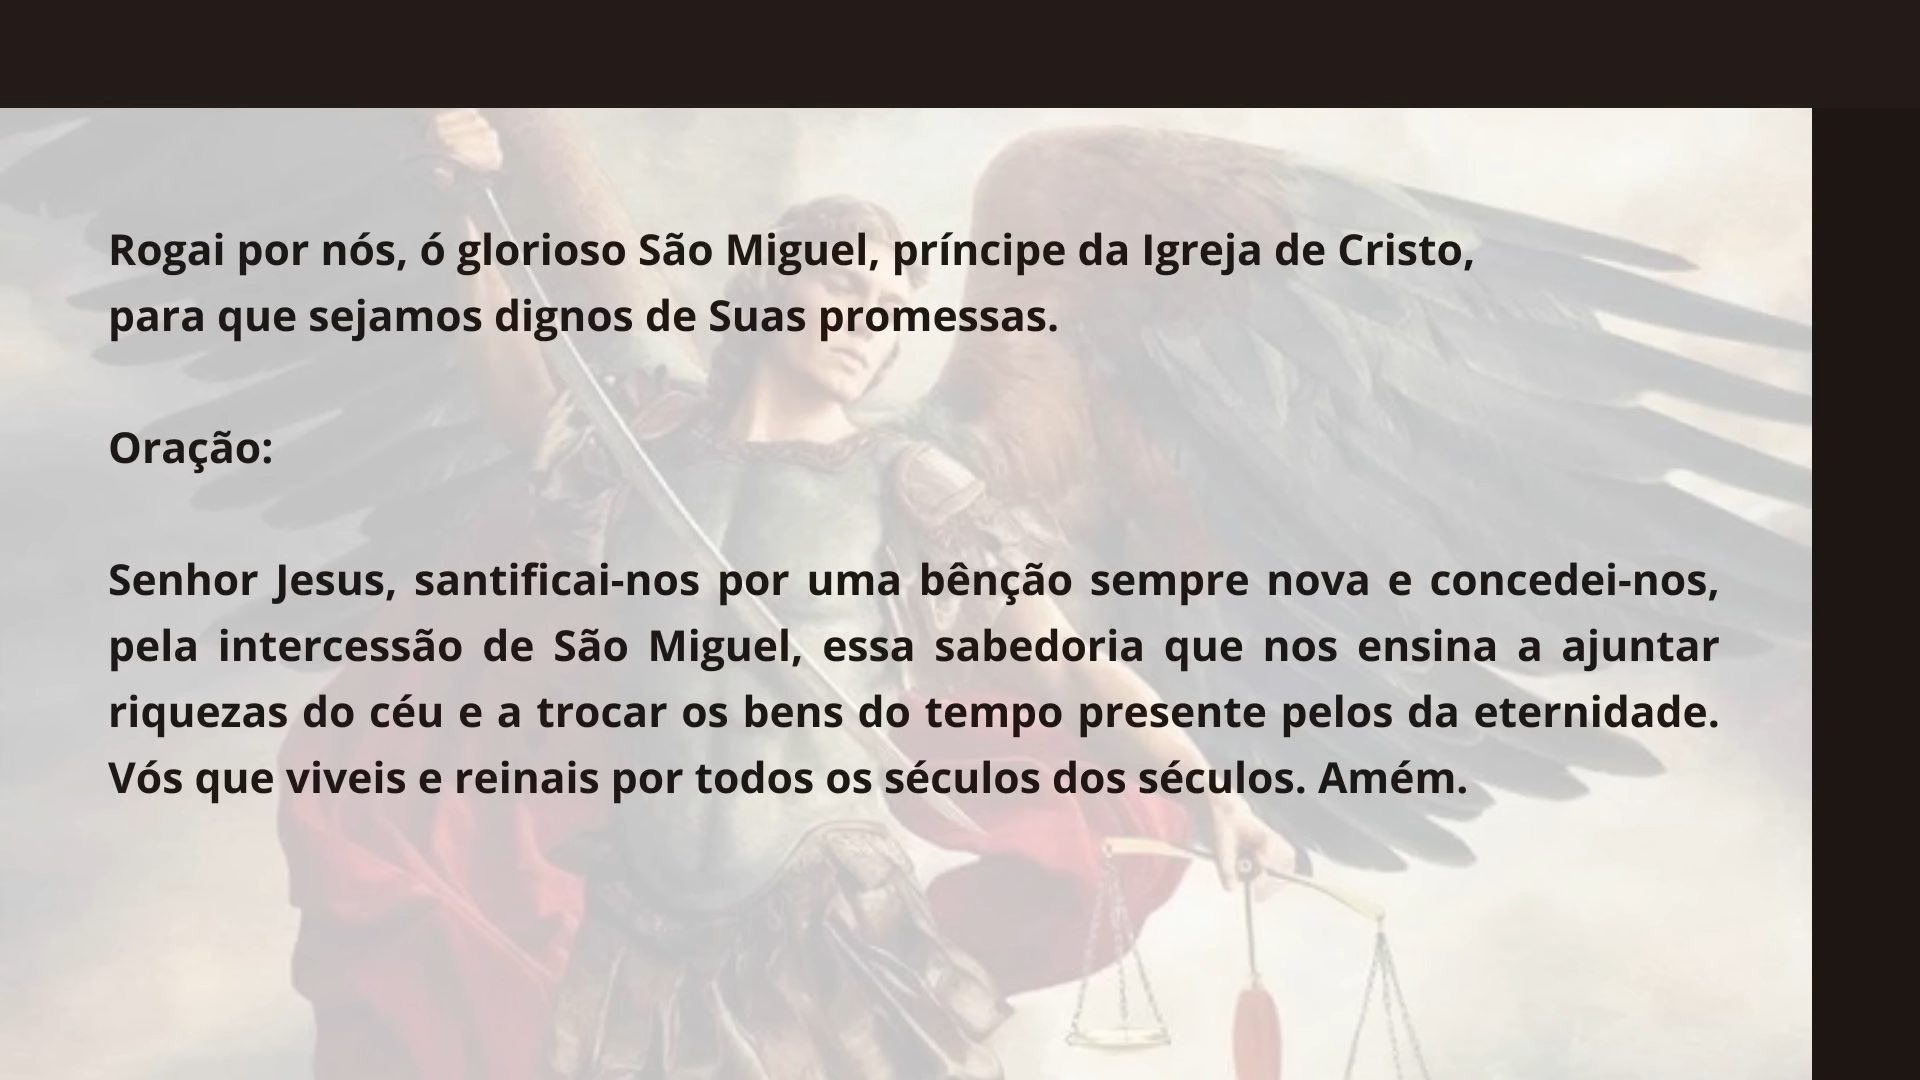 Rogai por nós, ó glorioso São Miguel, príncipe da Igreja de Cristo,
para que sejamos dignos de Suas promessas.
Oração:
Senhor Jesus, santificai-nos por uma bênção sempre nova e concedei-nos,
pela intercessão de São Miguel, essa sabedoria que nos ensina a ajuntar
riquezas do céu e a trocar os bens do tempo presente pelos da eternidade.
Vós que viveis e reinais por todos os séculos dos séculos. Amém.